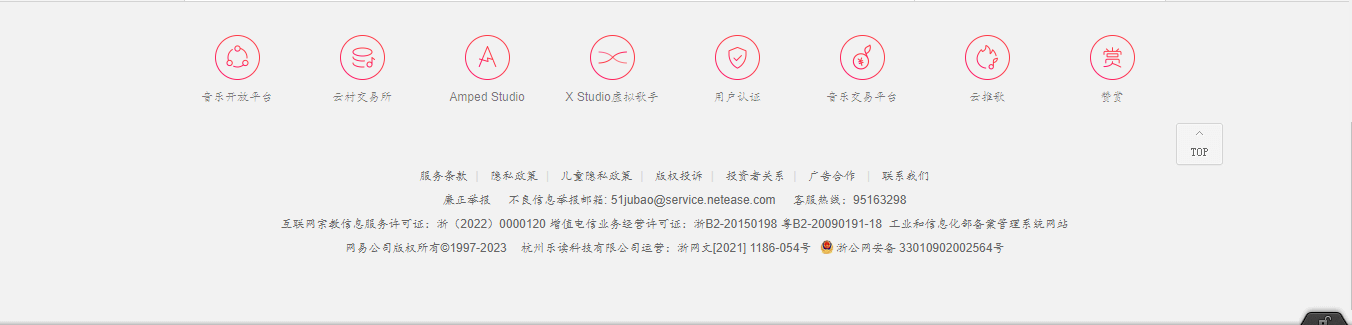 赏
音乐开放平台 云村交易所 Amped Studio X Studio虚拟歌手 用户认证 音乐交易平台 云推歌 赞赏
TOP
服务条款 | 隐私政策 | 儿童隐私政策 | 版权投诉 | 投资者关系 | 广告合作 | 联系我们
廉正举报 不良信息举报邮箱: 51jubao@service.netease.com 客服热线：95163298
互联网宗教信息服务许可证：浙（2022）0000120 增值电信业务经营许可证：浙B2-20150198 粤B2-20090191-18 工业和信息化部备案管理系统网站
网易公司版权所有©1997-2023 杭州乐读科技有限公司运营：浙网文[2021] 1186-054号 浙公网安备 33010902002564号